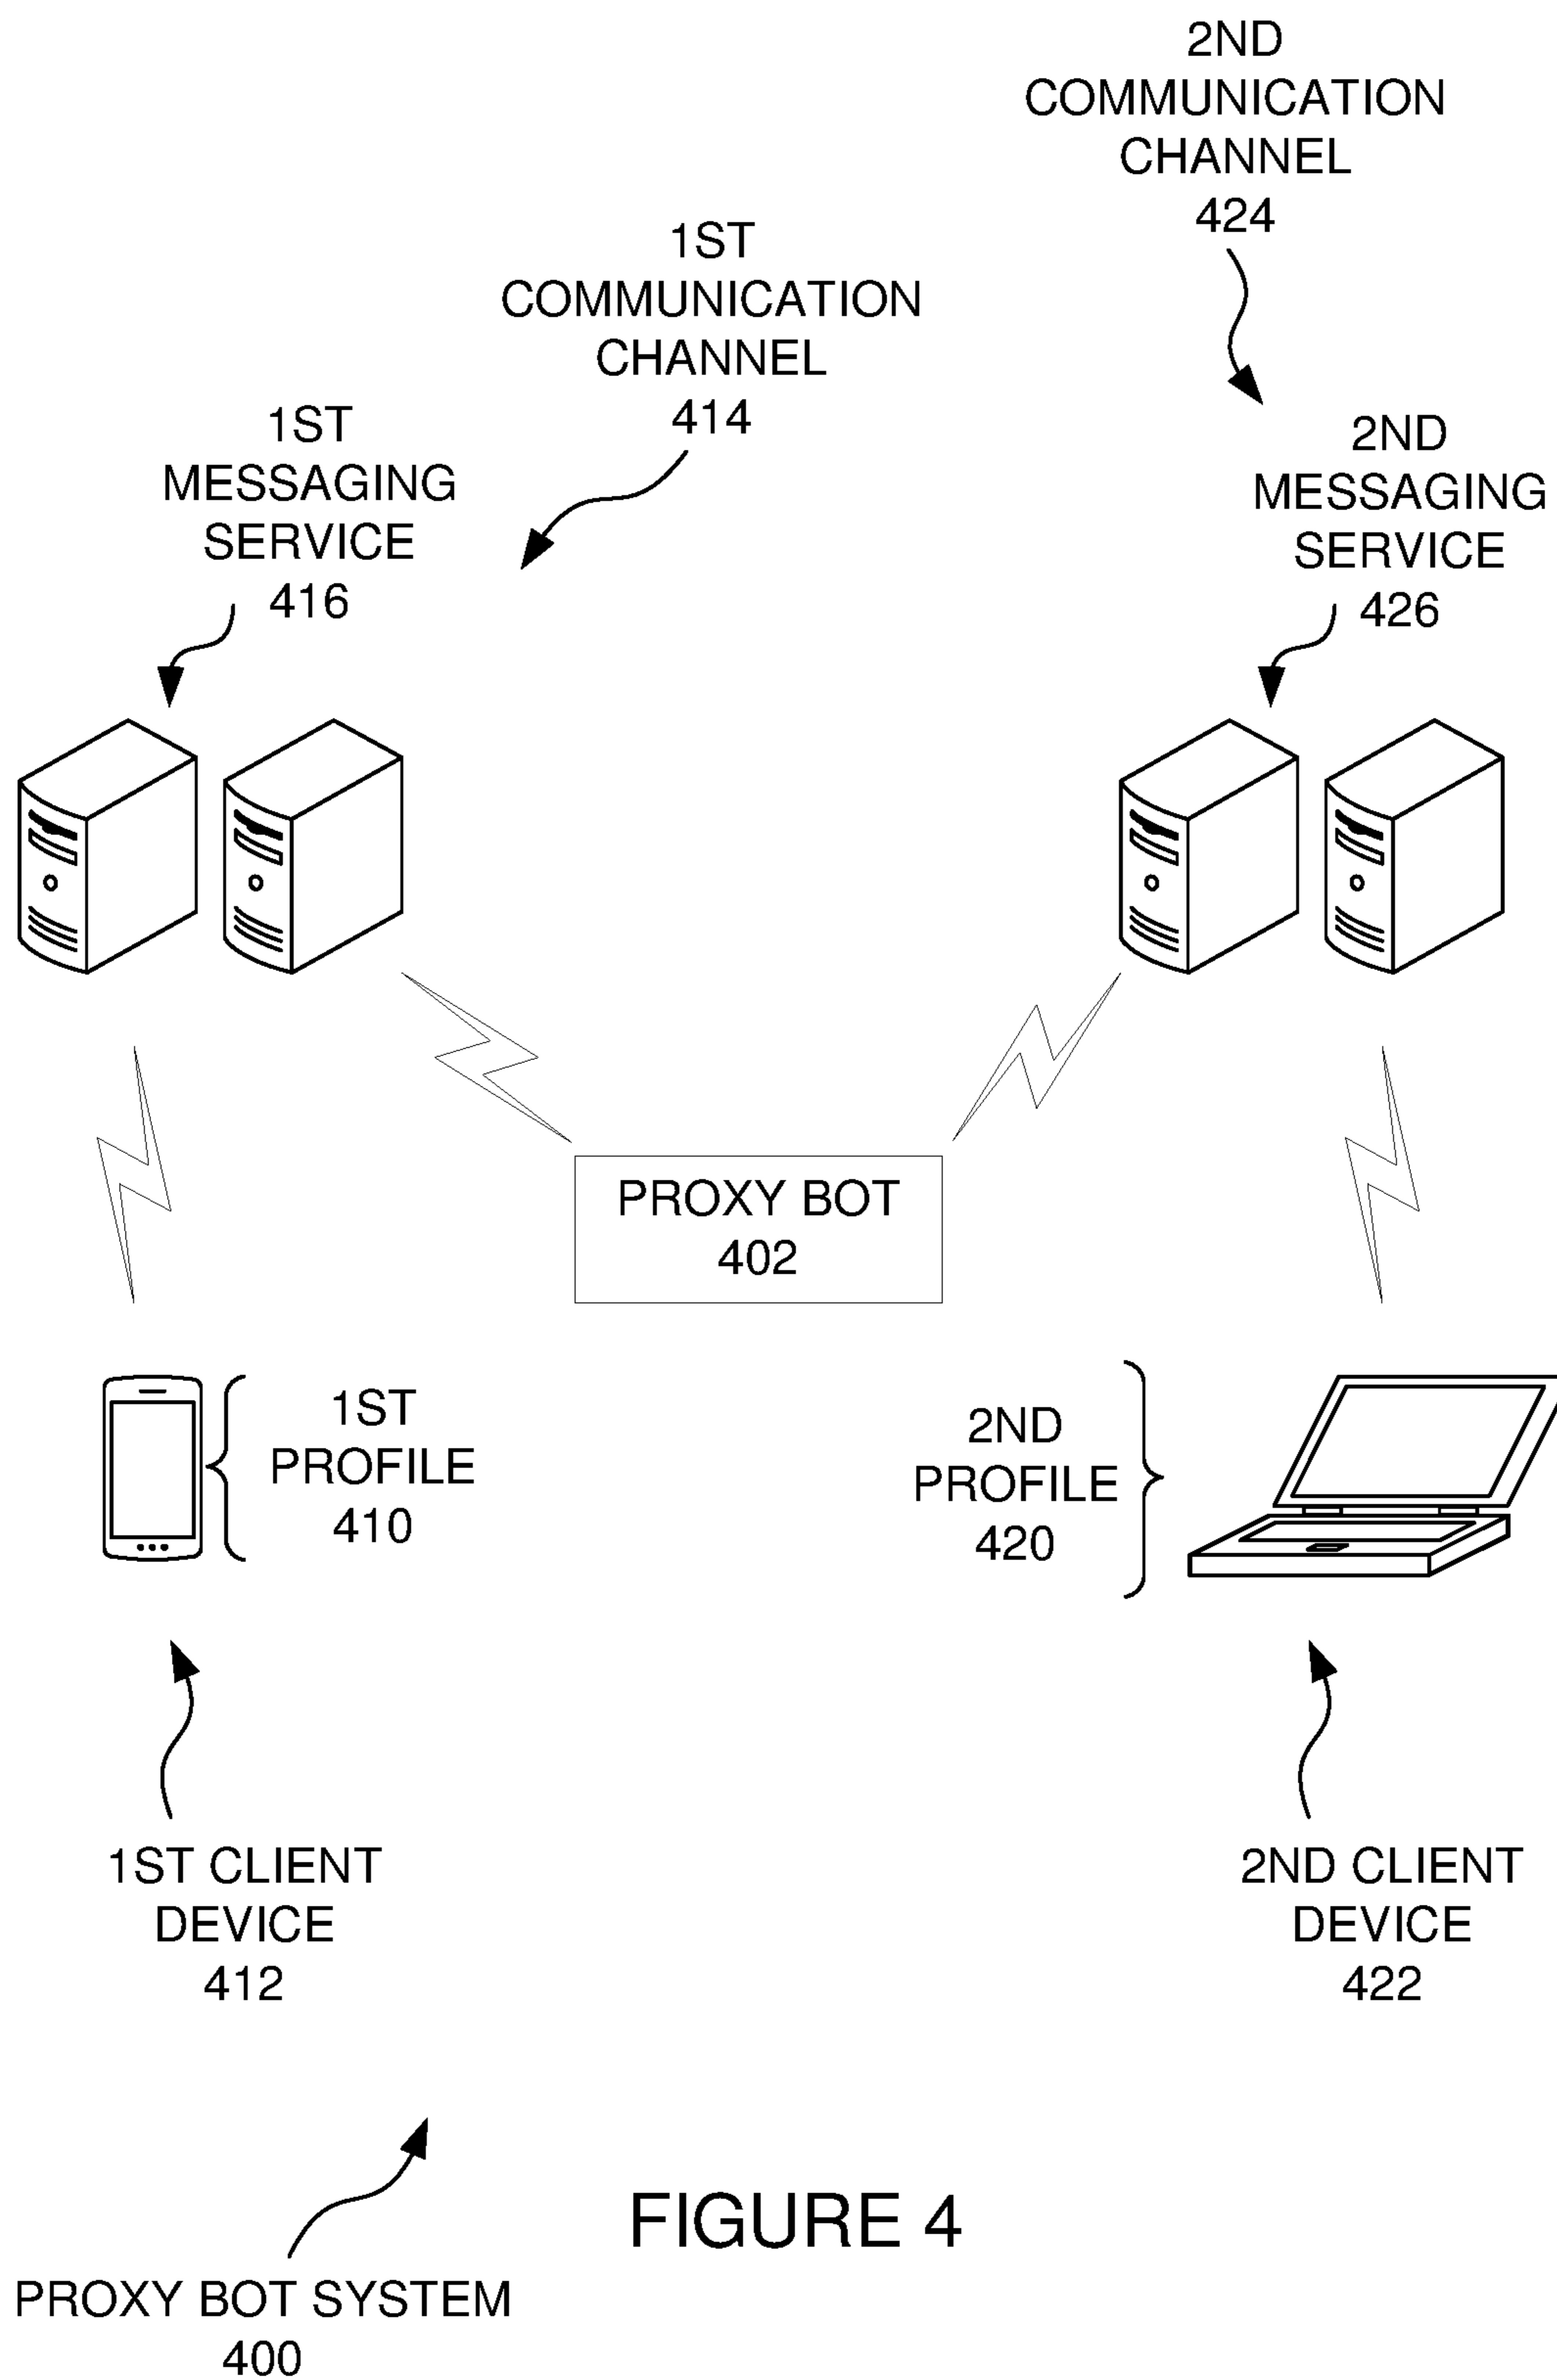 2ND
COMMUNICATION
CHANNEL
424
1ST
COMMUNICATION
CHANNEL
414
1ST
MESSAGING
SERVICE
416
2ND
MESSAGING
SERVICE
426
PROXY BOT
402
1ST
PROFILE
410
2ND
PROFILE
420
1ST CLIENT
DEVICE
412
2ND CLIENT
DEVICE
422
FIGURE 4
PROXY BOT SYSTEM
400